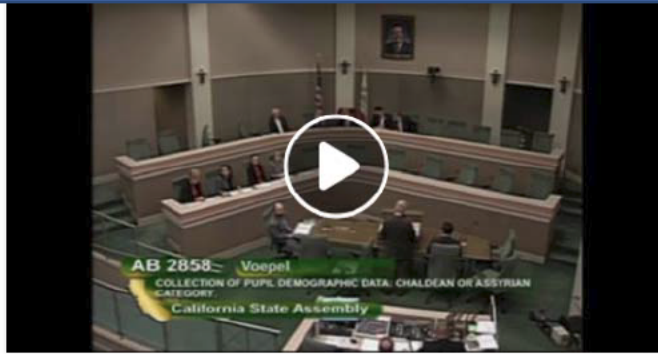 AB 2858 Voepel
COLLECTION OF PUPIL DEMOGRAPHIC DATA: CHALDEAN OR ASSYRIAN
CATEGORY.
California State Assembly